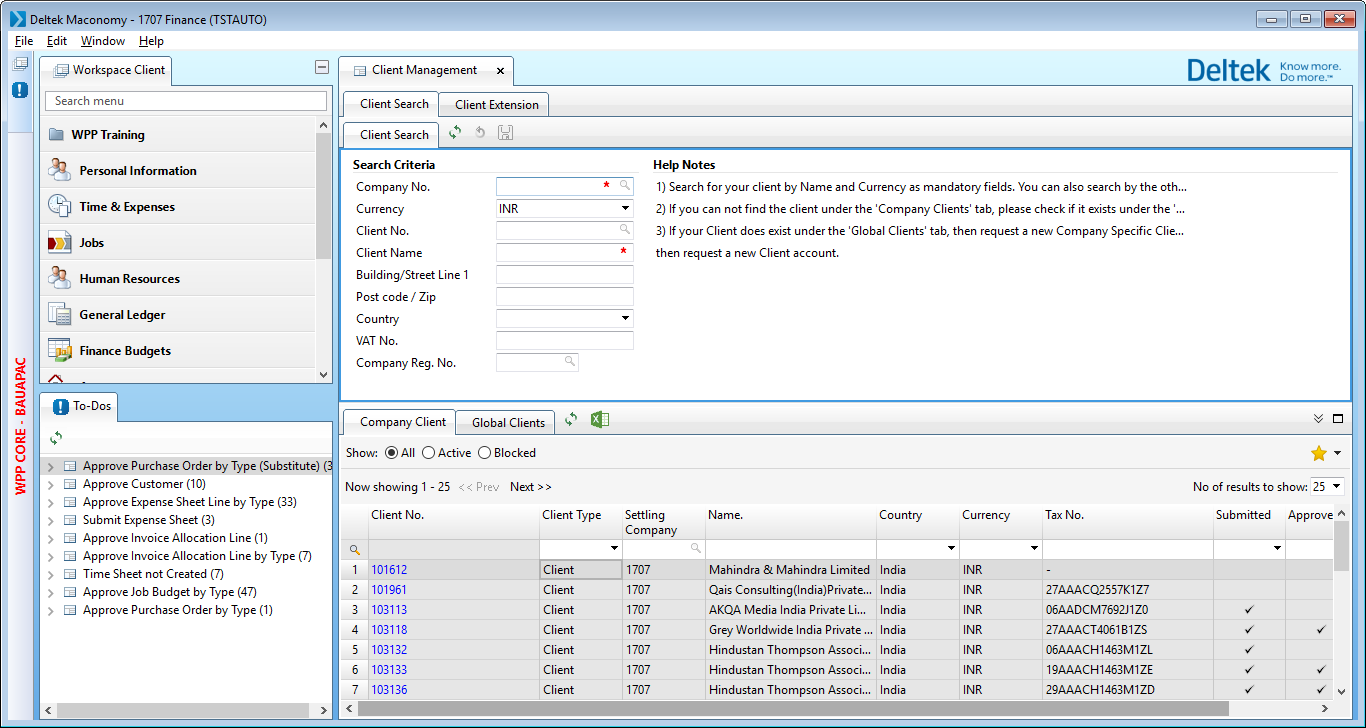 Deltek Maconomy - 1707 Finance (TSTAUTO)
File Edit Window Help
Workspace Client
Search menu
WPP Training
Personal Information
Time & Expenses
Jobs
Human Resources
General Ledger
Finance Budgets
WPP CORE - BAUAPAC
To-Dos
Approve Purchase Order by Type (Substitute) (3
Approve Customer (10)
Approve Expense Sheet Line by Type (33)
Submit Expense Sheet (3)
Approve Invoice Allocation Line (1)
Approve Invoice Allocation Line by Type (7)
Time Sheet not Created (7)
Approve Job Budget by Type (47)
Approve Purchase Order by Type (1)
Client Management
Deltek Know more.
Do more.™
Client Search Client Extension
Client Search
Search Criteria
Company No. *
Currency INR
Client No.
Client Name *
Building/Street Line 1
Post code / Zip
Country
VAT No.
Company Reg. No.
Help Notes
1) Search for your client by Name and Currency as mandatory fields. You can also search by the oth...
2) If you can not find the client under the 'Company Clients' tab, please check if it exists under the '...
3) If your Client does exist under the 'Global Clients' tab, then request a new Company Specific Clie...
then request a new Client account.
Company Client Global Clients
Show: All Active Blocked
Now showing 1 - 25 << Prev Next >> No of results to show: 25
Client No. Client Type Settling Company Name. Country Currency Tax No. Submitted Approve
1 101612 Client 1707 Mahindra & Mahindra Limited India INR -
2 101961 Client 1707 Qais Consulting(India)Private... India INR 27AAACQ2557K1Z7
3 103113 Client 1707 AKQA Media India Private Li... India INR 06AADCM7692J1Z0 ✓
4 103118 Client 1707 Grey Worldwide India Private ... India INR 27AAACT4061B1ZS ✓ ✓
5 103132 Client 1707 Hindustan Thompson Associ... India INR 06AAACH1463M1ZL ✓
6 103133 Client 1707 Hindustan Thompson Associ... India INR 19AAACH1463M1ZE ✓ ✓
7 103136 Client 1707 Hindustan Thompson Associ... India INR 29AAACH1463M1ZD ✓ ✓